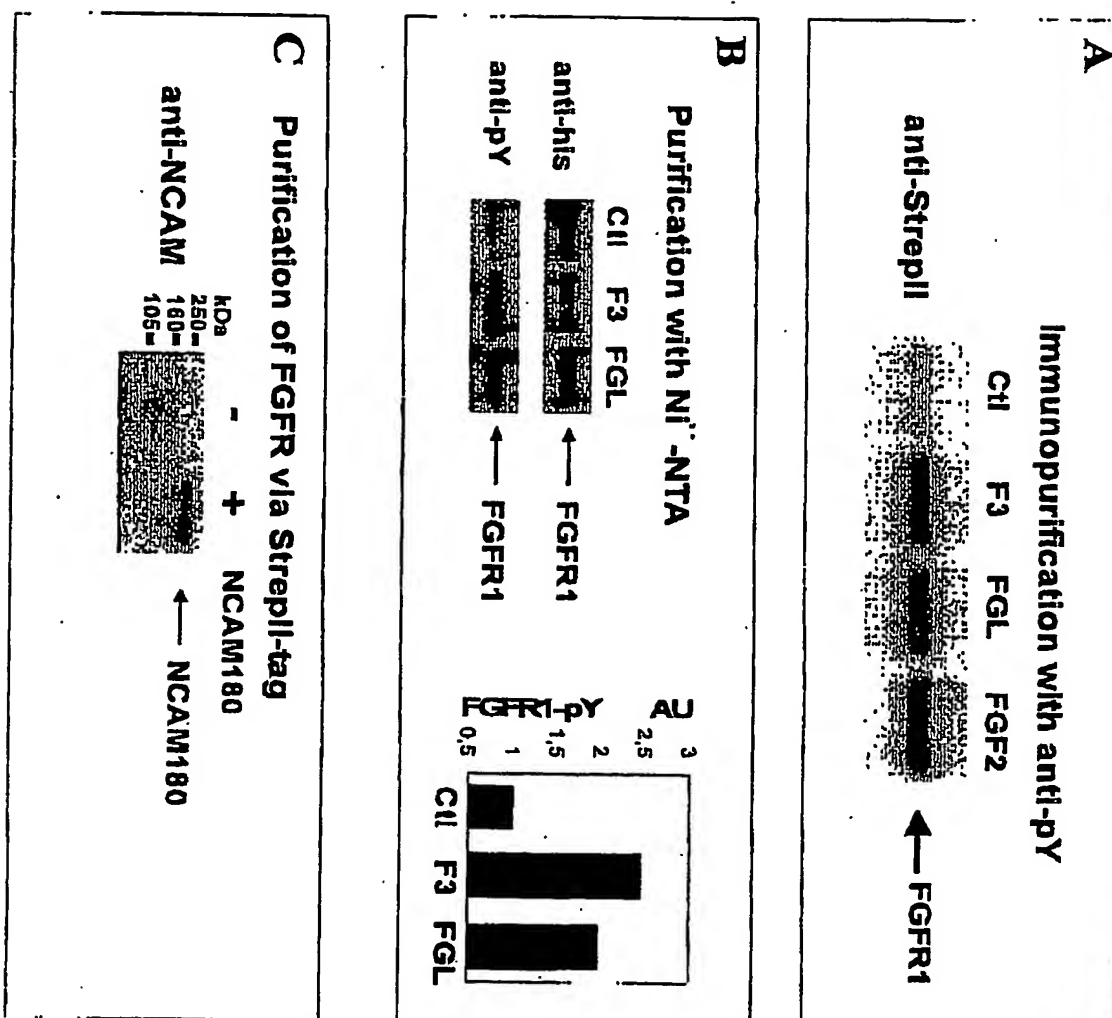 A
Immunopurification with anti-pY
Ctl F3 FGL FGF2
anti-StrepII
FGFR1
B
Purification with Ni⁺⁺-NTA
Ctl F3 FGL
anti-his
FGFR1
anti-pY
FGFR1
FGFR1-pY AU
3
2,5
2
1,5
1
0,5
Ctl F3 FGL
C
Purification of FGFR via StrepII-tag
- + NCAM180
kDa
250
160
105
anti-NCAM
NCAM180